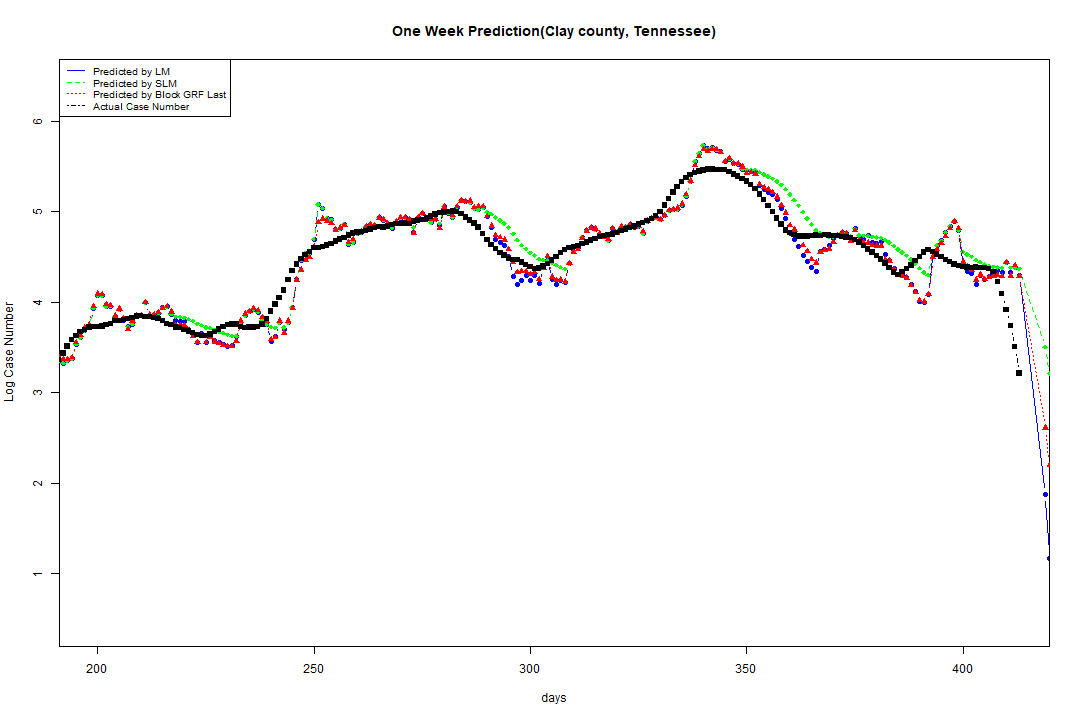 One Week Prediction(Clay county, Tennessee)
Predicted by LM
Predicted by SLM
Predicted by Block GRF Last
Actual Case Number
Log Case Number
6
5
4
3
2
1
200 250 300 350 400
days